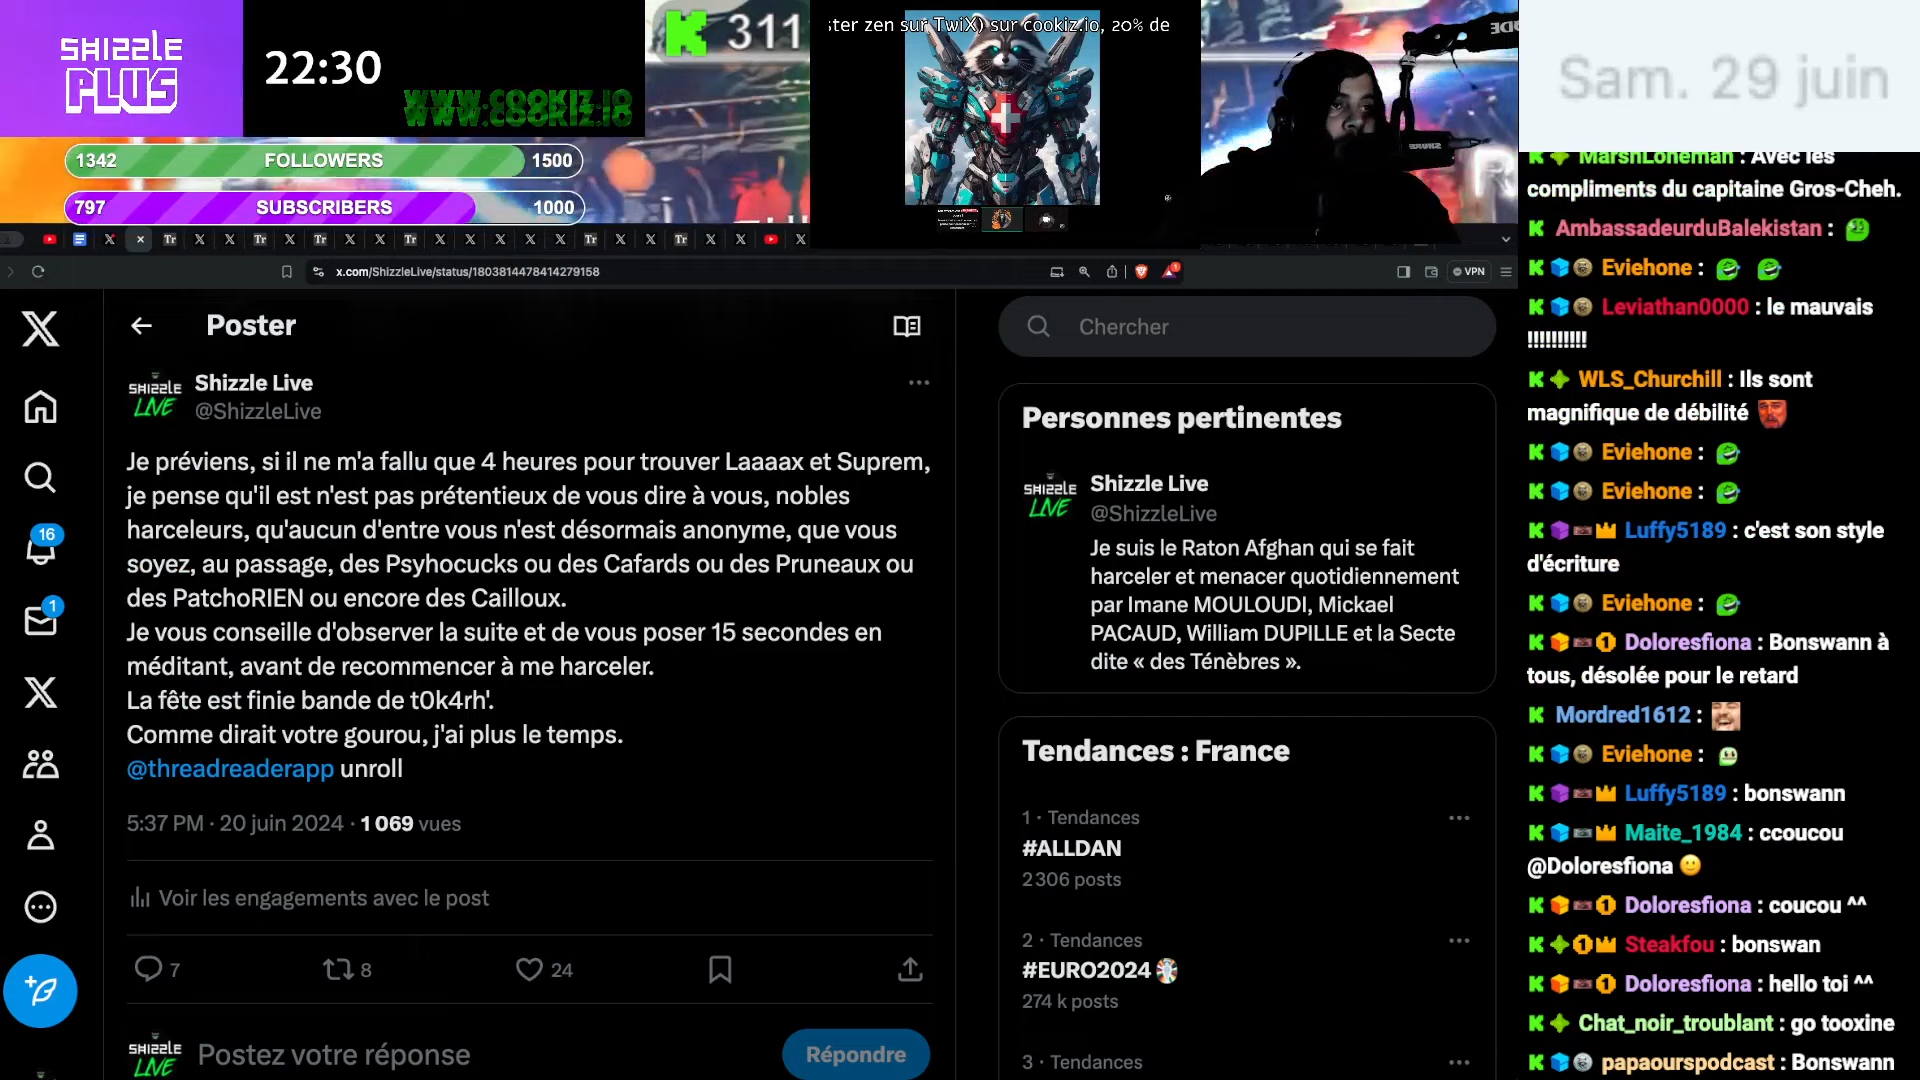 SHIZZLE
PLUS
22:30
WWW.COOKIZ.IO
311
ster zen sur TwiX) sur cookiz.io, 20% de
Sam. 29 juin
1342 FOLLOWERS 1500
797 SUBSCRIBERS 1000
x.com/ShizzleLive/status/1803814478414279158
VPN
Poster
Shizzle Live
@ShizzleLive
Je préviens, si il ne m'a fallu que 4 heures pour trouver Laaaax et Suprem,
je pense qu'il est n'est pas prétentieux de vous dire à vous, nobles
harceleurs, qu'aucun d'entre vous n'est désormais anonyme, que vous
soyez, au passage, des Psyhocucks ou des Cafards ou des Pruneaux ou
des PatchoRIEN ou encore des Cailloux.
Je vous conseille d'observer la suite et de vous poser 15 secondes en
méditant, avant de recommencer à me harceler.
La fête est finie bande de t0k4rh'.
Comme dirait votre gourou, j'ai plus le temps.
@threadreaderapp unroll
5:37 PM · 20 juin 2024 · 1 069 vues
Voir les engagements avec le post
7 8 24
SHIZZLE LIVE
Postez votre réponse
Répondre
16
1
Chercher
Personnes pertinentes
Shizzle Live
@ShizzleLive
Je suis le Raton Afghan qui se fait
harceler et menacer quotidiennement
par Imane MOULOUDI, Mickael
PACAUD, William DUPILLE et la Secte
dite « des Ténèbres ».
Tendances : France
1 · Tendances
#ALLDAN
2 306 posts
2 · Tendances
#EURO2024
274 k posts
3 · Tendances
MarshLoneman : Avec les
compliments du capitaine Gros-Cheh.
AmbassadeurduBalekistan :
Eviehone :
Leviathan0000 : le mauvais
!!!!!!!!!!
WLS_Churchill : Ils sont
magnifique de débilité
Eviehone :
Eviehone :
Luffy5189 : c'est son style
d'écriture
Eviehone :
Doloresfiona : Bonswann à
tous, désolée pour le retard
Mordred1612 :
Eviehone :
Luffy5189 : bonswann
Maite_1984 : ccoucou
@Doloresfiona
Doloresfiona : coucou ^^
Steakfou : bonswan
Doloresfiona : hello toi ^^
Chat_noir_troublant : go tooxine
papaourspodcast : Bonswann